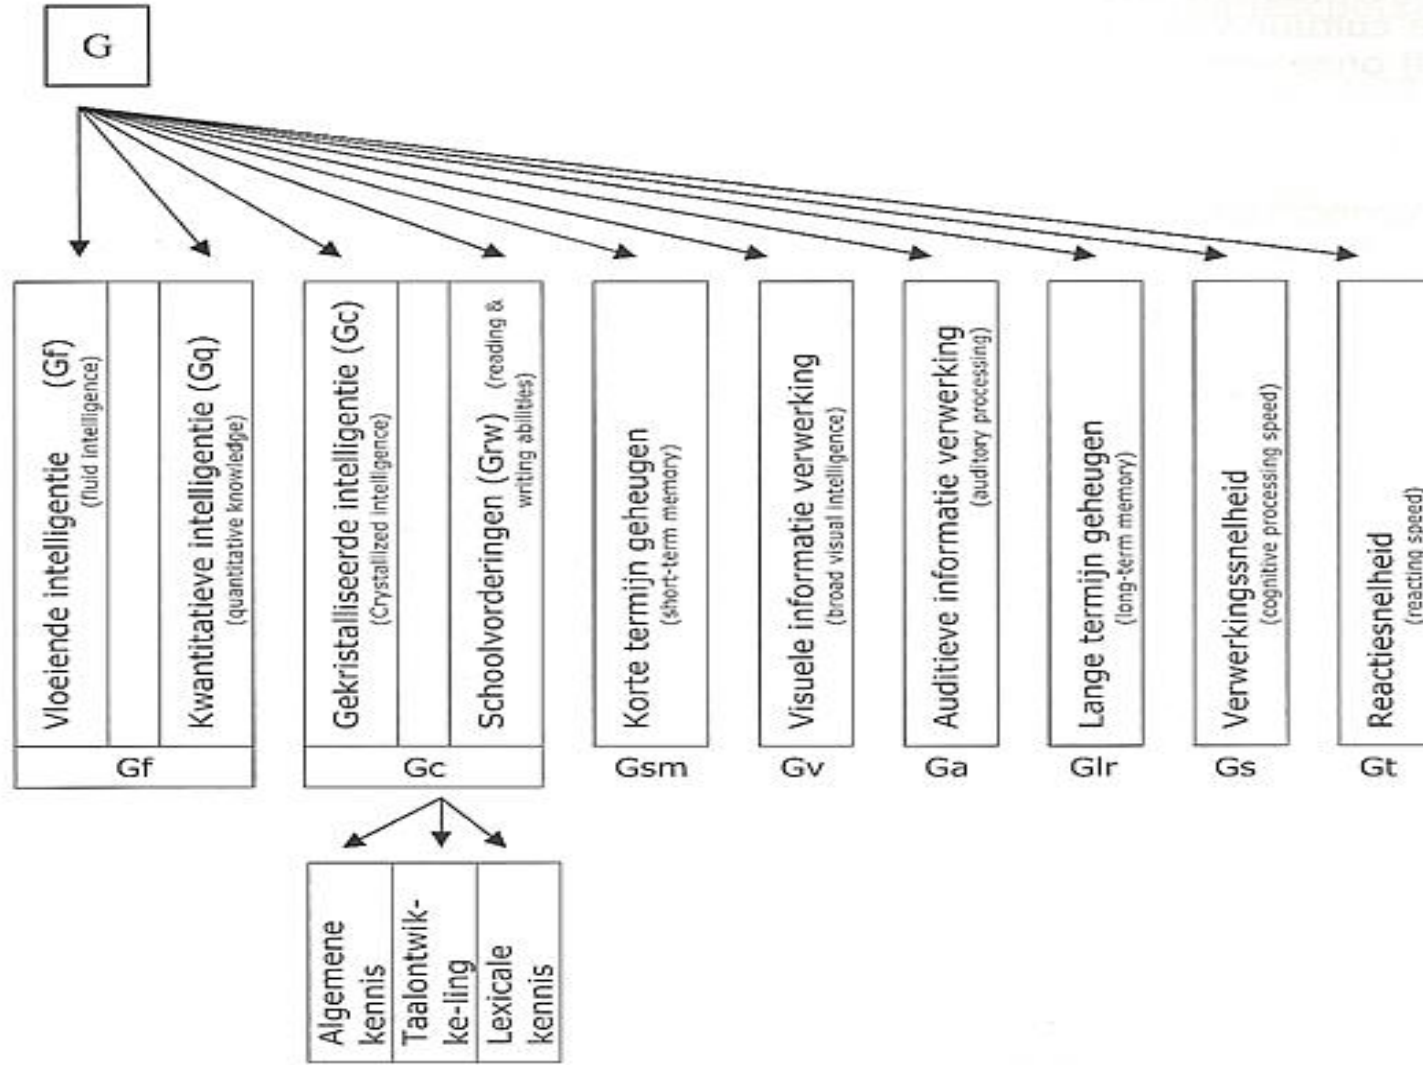 G
Vloeiende intelligentie (Gf)
(fluid intelligence)
Kwantitatieve intelligentie (Gq)
(quantitative knowledge)
Gekristalliseerde intelligentie (Gc)
(Crystallized intelligence)
Schoolvorderingen (Grw) (reading &
writing abilities)
Korte termijn geheugen
(short-term memory)
Visuele informatie verwerking
(broad visual intelligence)
Auditieve informatie verwerking
(auditory processing)
Lange termijn geheugen
(long-term memory)
Verwerkingssnelheid
(cognitive processing speed)
Reactiesnelheid
(reacting speed)
Gf
Gc
Gsm
Gv
Ga
Glr
Gs
Gt
Algemene
kennis
Taalontwik-
ke-ling
Lexicale
kennis